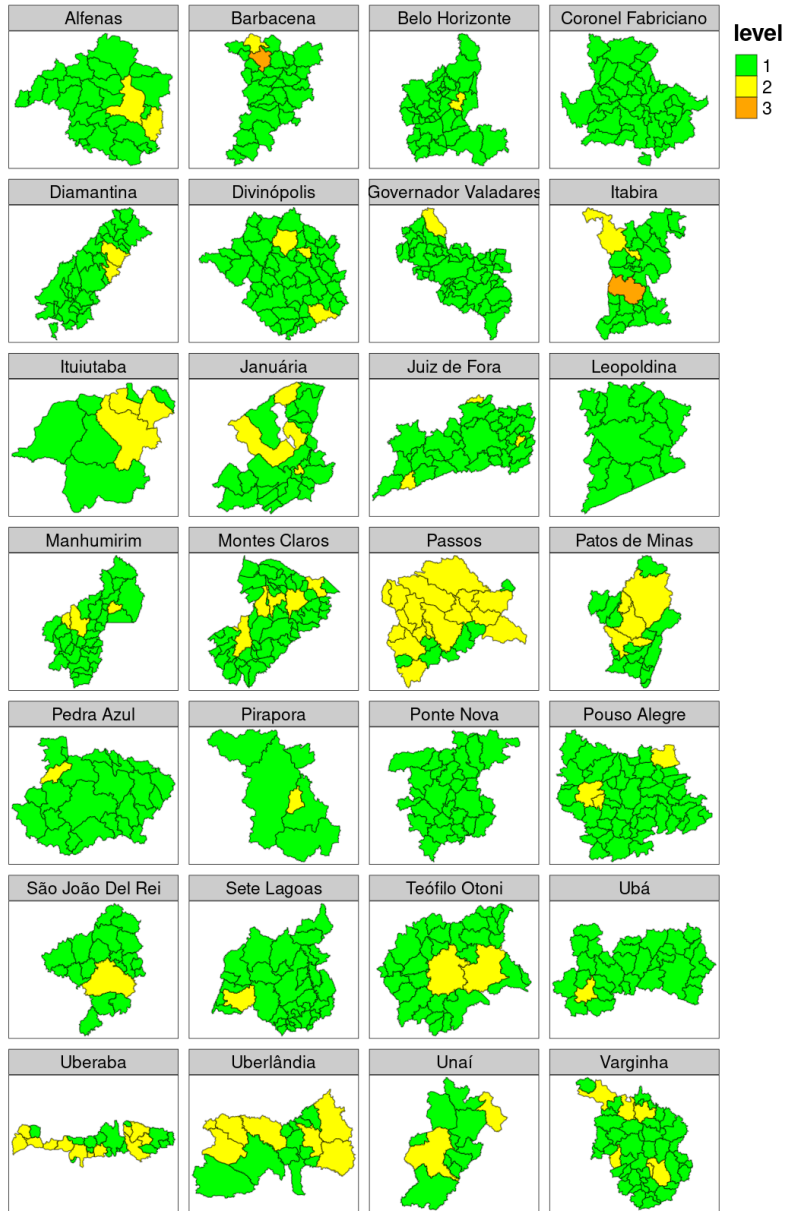 Alfenas
Barbacena
Belo Horizonte
Coronel Fabriciano
level
1
2
3
Diamantina
Divinópolis
Governador Valadares
Itabira
Ituiutaba
Januária
Juiz de Fora
Leopoldina
Manhumirim
Montes Claros
Passos
Patos de Minas
Pedra Azul
Pirapora
Ponte Nova
Pouso Alegre
São João Del Rei
Sete Lagoas
Teófilo Otoni
Ubá
Uberaba
Uberlândia
Unaí
Varginha